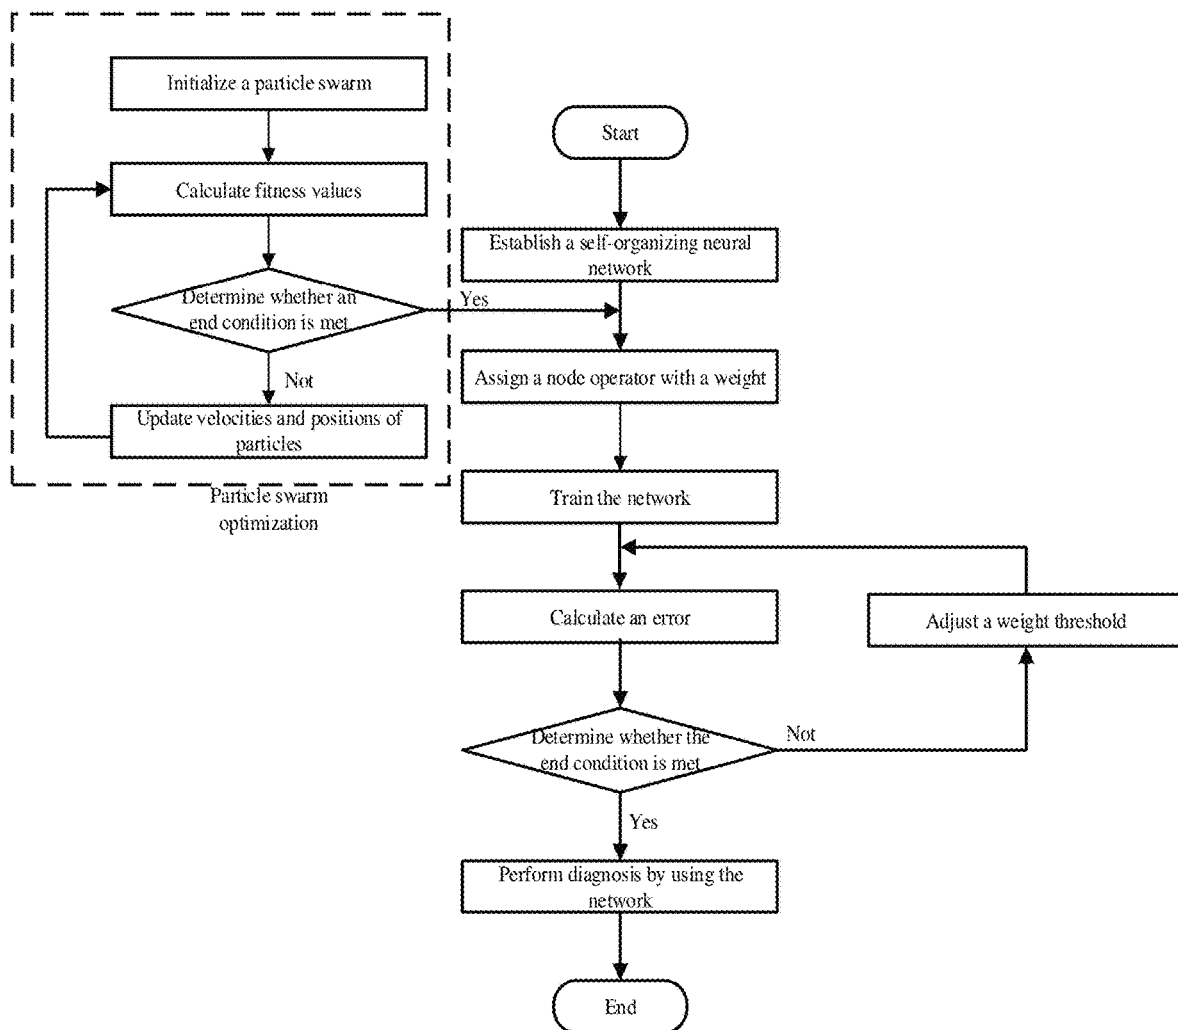 Initialize a particle swarm
Calculate fitness values
Determine whether an
end condition is met
Yes
Not
Update velocities and positions of
particles
Particle swarm
optimization
Start
Establish a self-organizing neural
network
Assign a node operator with a weight
Train the network
Calculate an error
Adjust a weight threshold
Determine whether the
end condition is met
Not
Yes
Perform diagnosis by using the
network
End